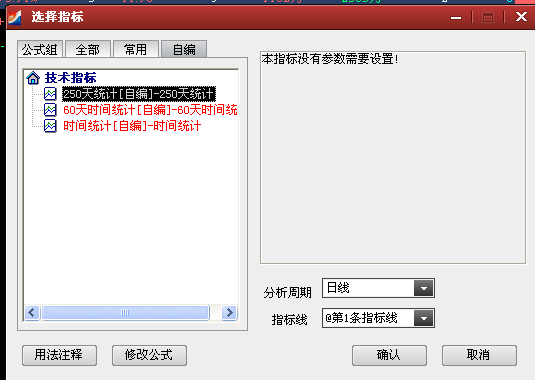 选择指标
公式组 全部 常用 自编
技术指标
250天统计[自编]-250天统计
60天时间统计[自编]-60天时间统
时间统计[自编]-时间统计
本指标没有参数需要设置!
分析周期 日线
指标线 @第1条指标线
用法注释 修改公式 确认 取消